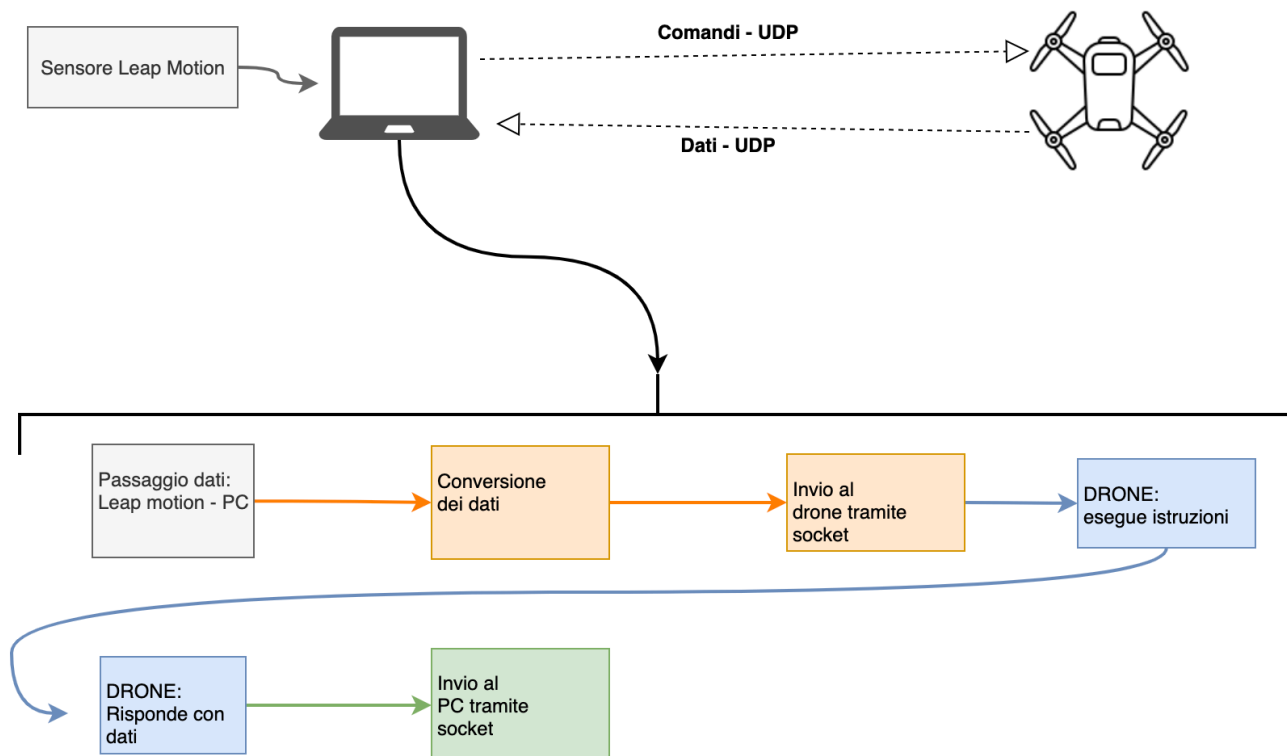 Sensore Leap Motion
Comandi - UDP
Dati - UDP
Passaggio dati:
Leap motion - PC
Conversione
dei dati
Invio al
drone tramite
socket
DRONE:
esegue istruzioni
DRONE:
Risponde con
dati
Invio al
PC tramite
socket